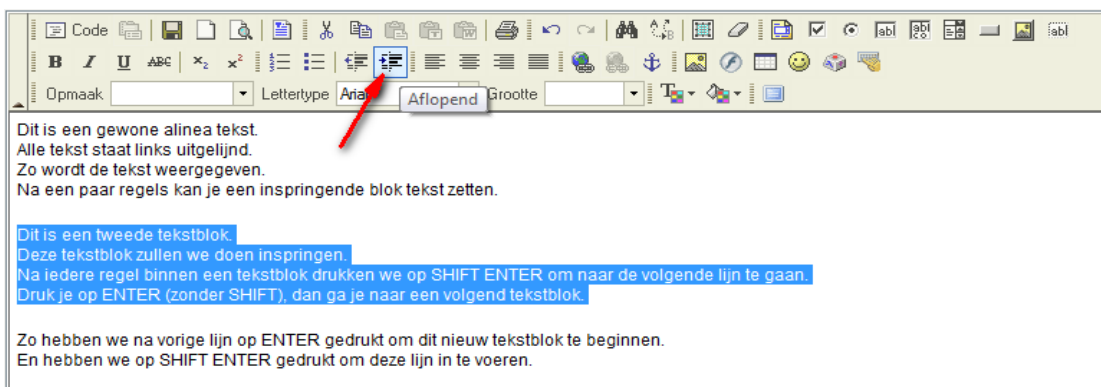 Code
B I U ABC x₂ x²
Opmaak Lettertype Arial Aflopend Grootte
Dit is een gewone alinea tekst.
Alle tekst staat links uitgelijnd.
Zo wordt de tekst weergegeven.
Na een paar regels kan je een inspringende blok tekst zetten.
Dit is een tweede tekstblok.
Deze tekstblok zullen we doen inspringen.
Na iedere regel binnen een tekstblok drukken we op SHIFT ENTER om naar de volgende lijn te gaan.
Druk je op ENTER (zonder SHIFT), dan ga je naar een volgend tekstblok.
Zo hebben we na vorige lijn op ENTER gedrukt om dit nieuw tekstblok te beginnen.
En hebben we op SHIFT ENTER gedrukt om deze lijn in te voeren.